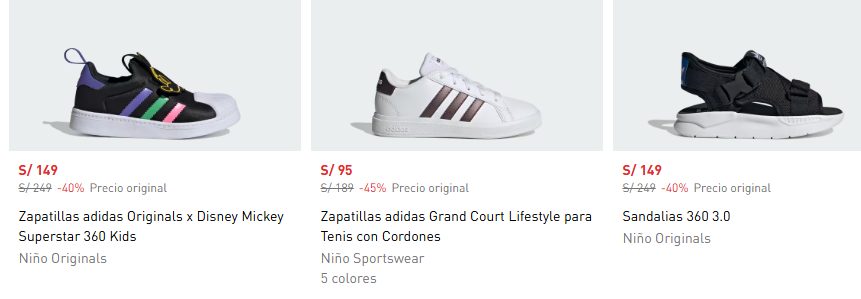 S/ 149
S/ 249 -40% Precio original
Zapatillas adidas Originals x Disney Mickey
Superstar 360 Kids
Niño Originals
S/ 95
S/ 189 -45% Precio original
Zapatillas adidas Grand Court Lifestyle para
Tenis con Cordones
Niño Sportswear
5 colores
S/ 149
S/ 249 -40% Precio original
Sandalias 360 3.0
Niño Originals